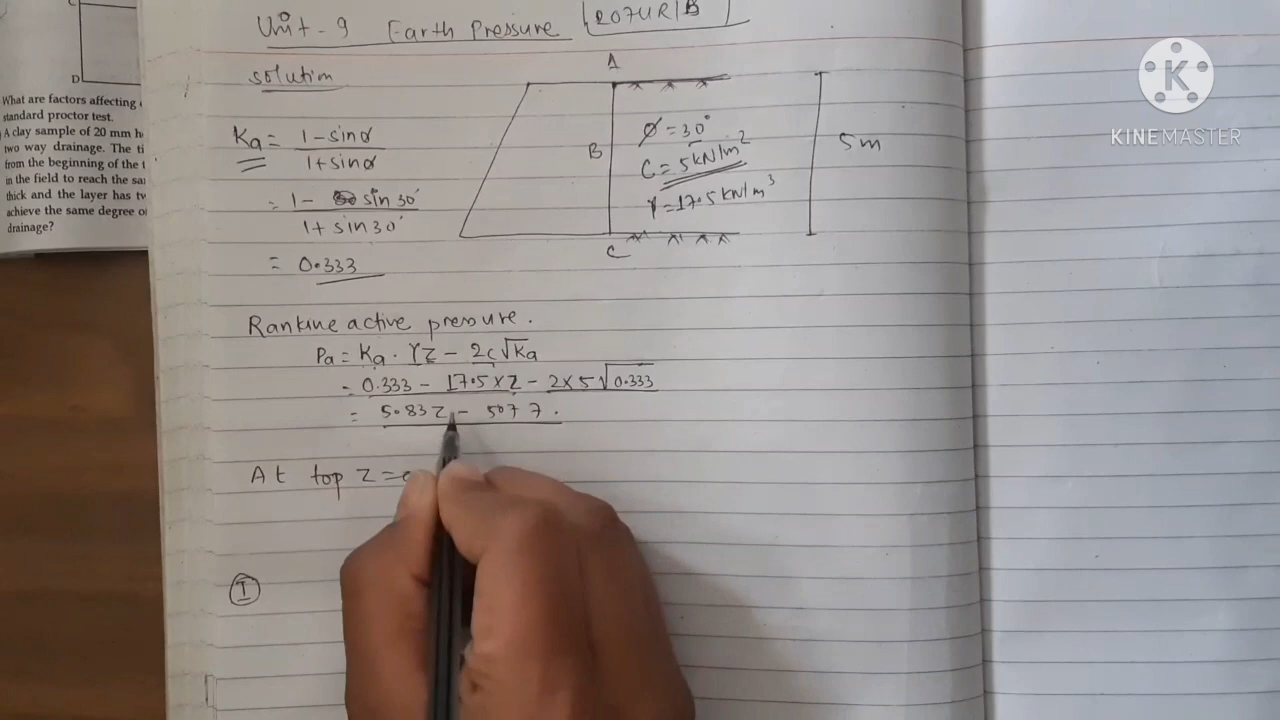 Unit - 9 Earth Pressure 2074R/B
solution
Ka = 1 - sinα
1 + sinα
= 1 - sin 30°
1 + sin 30°
= 0.333
A
B
C
Ø = 30°
C = 5 kN/m²
γ = 17.5 kN/m³
5m
Rankine active pressure.
Pa = Ka . γz - 2c√Ka
= 0.333 - 17.5 x z - 2 x 5 √0.333
= 5.83 z - 5.77.
At top z =
I
D
What are factors affecting
standard proctor test.
A clay sample of 20 mm
two way drainage. The ti
from the beginning of the
in the field to reach the sa
thick and the layer has
achieve the same degree o
drainage?
K
KINEMASTER